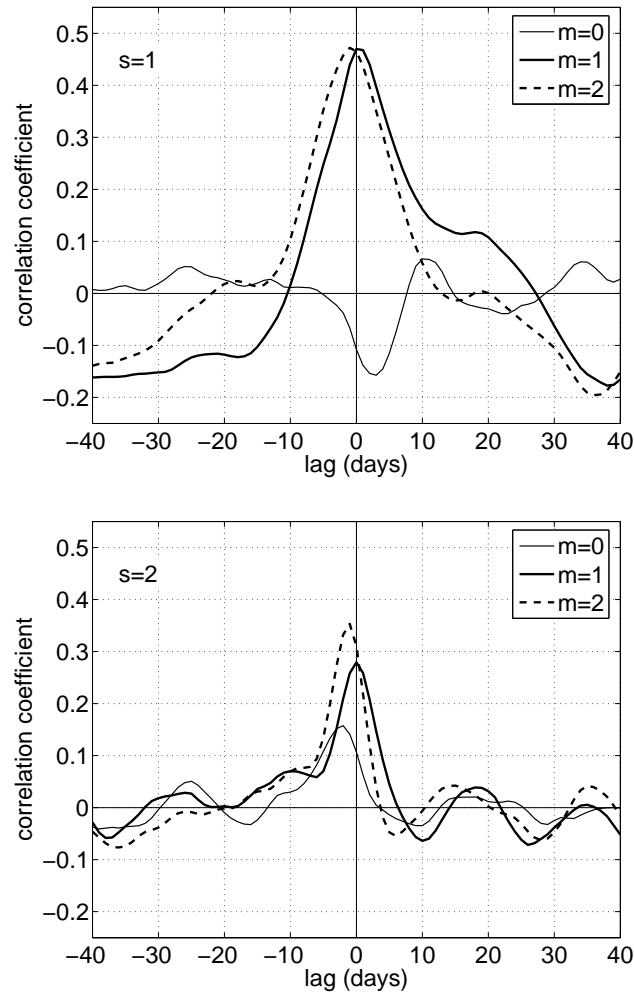 0.5
0.4
0.3
0.2
0.1
0
−0.1
−0.2
correlation coefficient
s=1
m=0
m=1
m=2
−40 −30 −20 −10 0 10 20 30 40
lag (days)
0.5
0.4
0.3
0.2
0.1
0
−0.1
−0.2
correlation coefficient
s=2
m=0
m=1
m=2
−40 −30 −20 −10 0 10 20 30 40
lag (days)